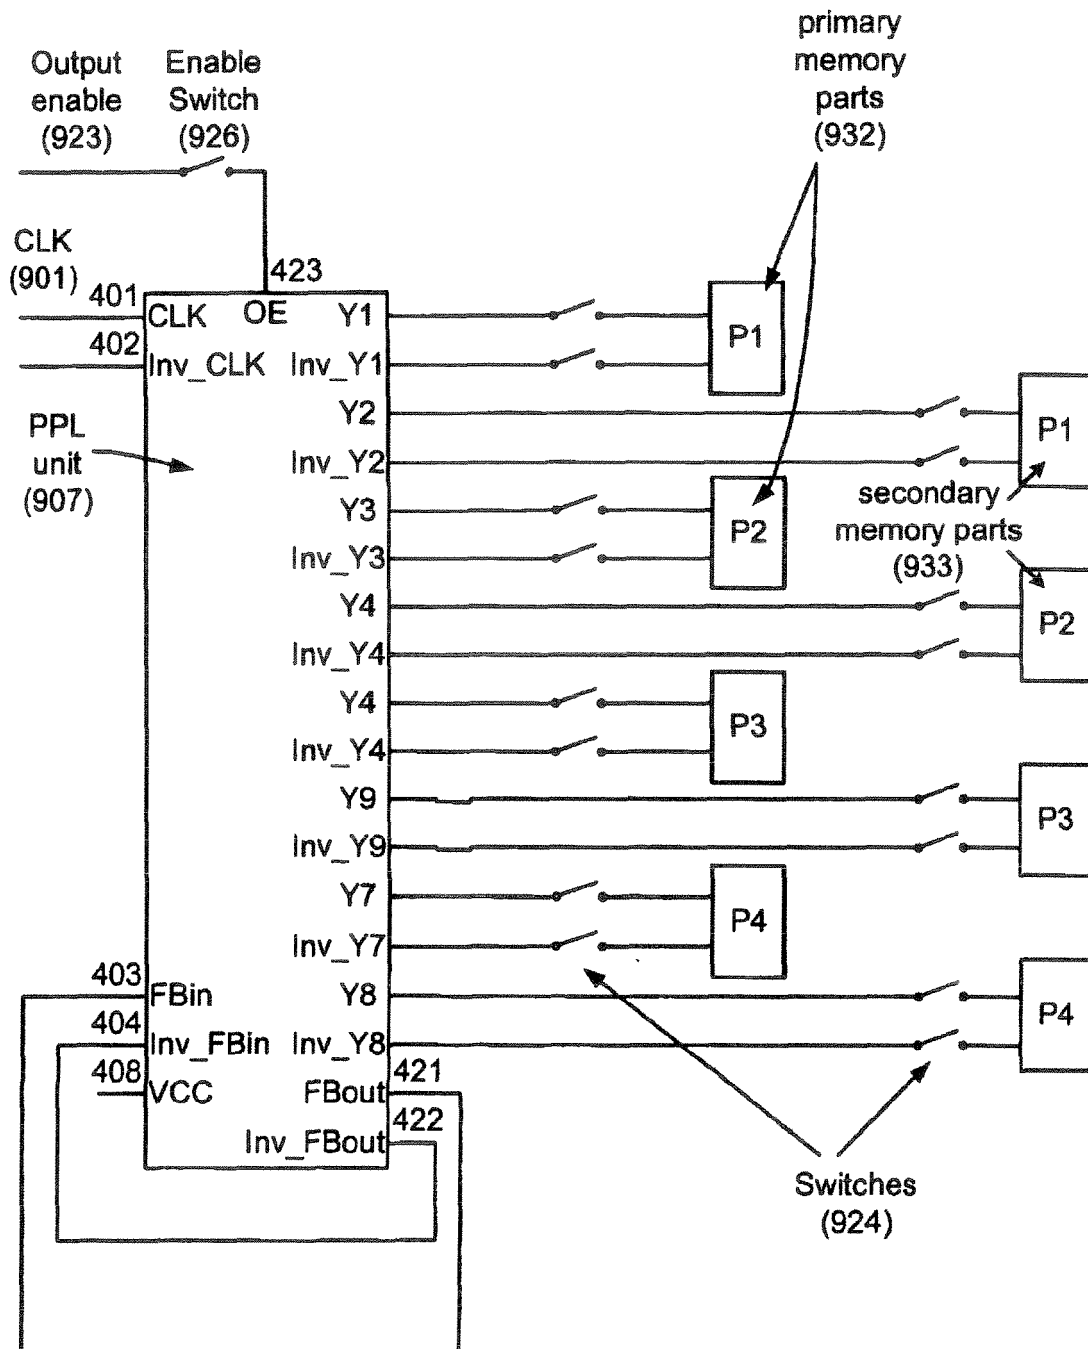 primary
memory
parts
(932)
Output
enable
(923)
Enable
Switch
(926)
CLK
(901)
401
423
CLK
OE
Y1
P1
402
Inv_CLK
Inv_Y1
Y2
P1
PPL
unit
(907)
Inv_Y2
secondary
memory parts
(933)
Y3
P2
Inv_Y3
Y4
P2
Inv_Y4
Y4
P3
Inv_Y4
Y9
P3
Inv_Y9
Y7
P4
Inv_Y7
403
FBin
Y8
P4
404
Inv_FBin
Inv_Y8
408
VCC
421
FBout
422
Inv_FBout
Switches
(924)